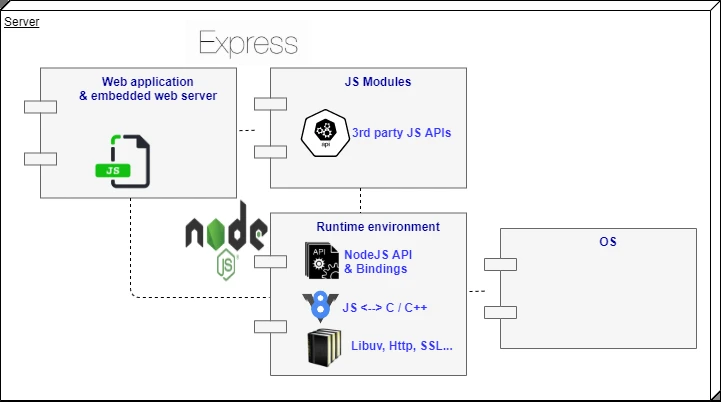 Server
Express
Web application
& embedded web server
JS
JS Modules
api
3rd party JS APIs
node
JS
Runtime environment
API
NodeJS API
& Bindings
8
JS <--> C / C++
Libuv, Http, SSL...
OS